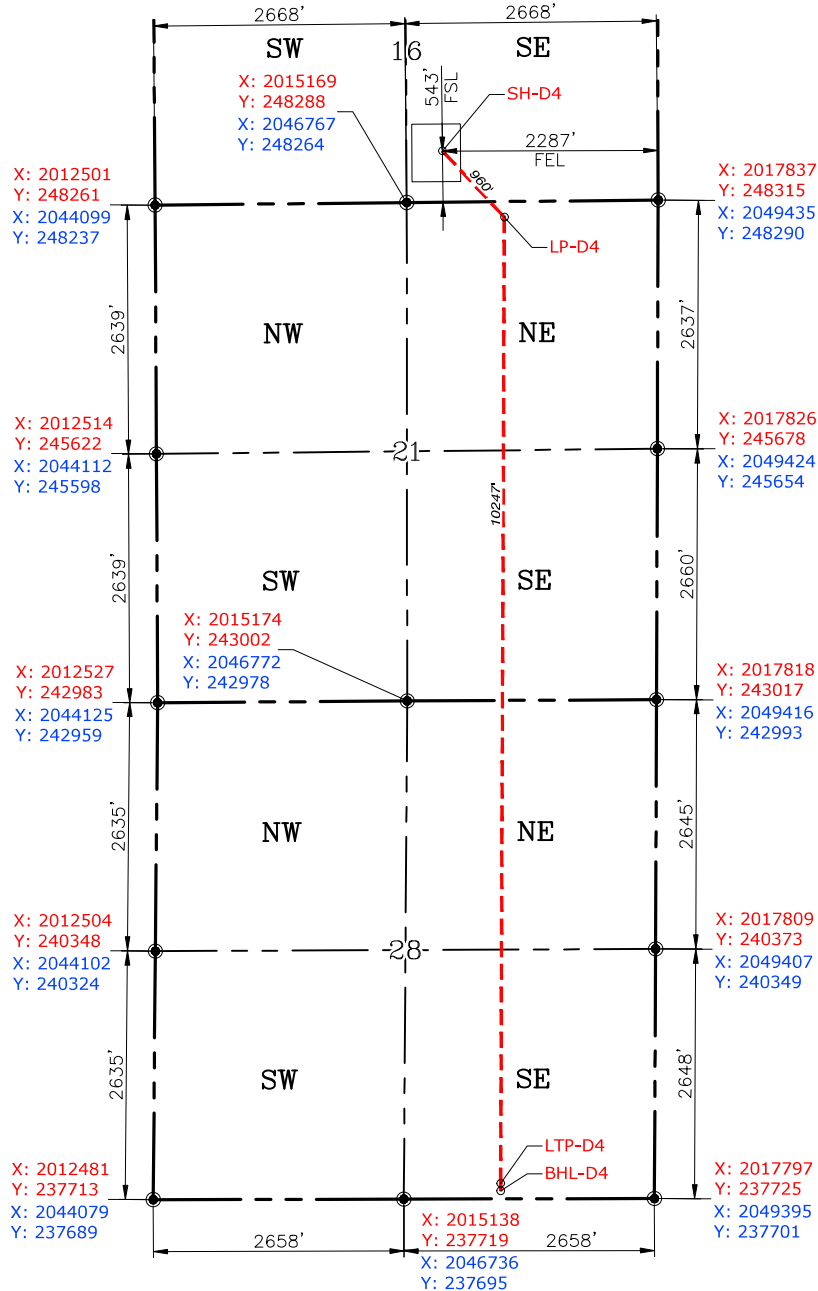 2668'
2668'
SW
16
SE
X: 2015169
Y: 248288
X: 2046767
Y: 248264
543'
FSL
SH-D4
2287'
FEL
960'
X: 2012501
Y: 248261
X: 2044099
Y: 248237
X: 2017837
Y: 248315
X: 2049435
Y: 248290
LP-D4
2639'
NW
NE
2637'
X: 2012514
Y: 245622
X: 2044112
Y: 245598
21
X: 2017826
Y: 245678
X: 2049424
Y: 245654
10247'
2639'
SW
SE
2660'
X: 2015174
Y: 243002
X: 2046772
Y: 242978
X: 2012527
Y: 242983
X: 2044125
Y: 242959
X: 2017818
Y: 243017
X: 2049416
Y: 242993
2635'
NW
NE
2645'
X: 2012504
Y: 240348
X: 2044102
Y: 240324
28
X: 2017809
Y: 240373
X: 2049407
Y: 240349
2635'
SW
SE
2648'
LTP-D4
BHL-D4
X: 2012481
Y: 237713
X: 2044079
Y: 237689
X: 2017797
Y: 237725
X: 2049395
Y: 237701
X: 2015138
Y: 237719
X: 2046736
Y: 237695
2658'
2658'